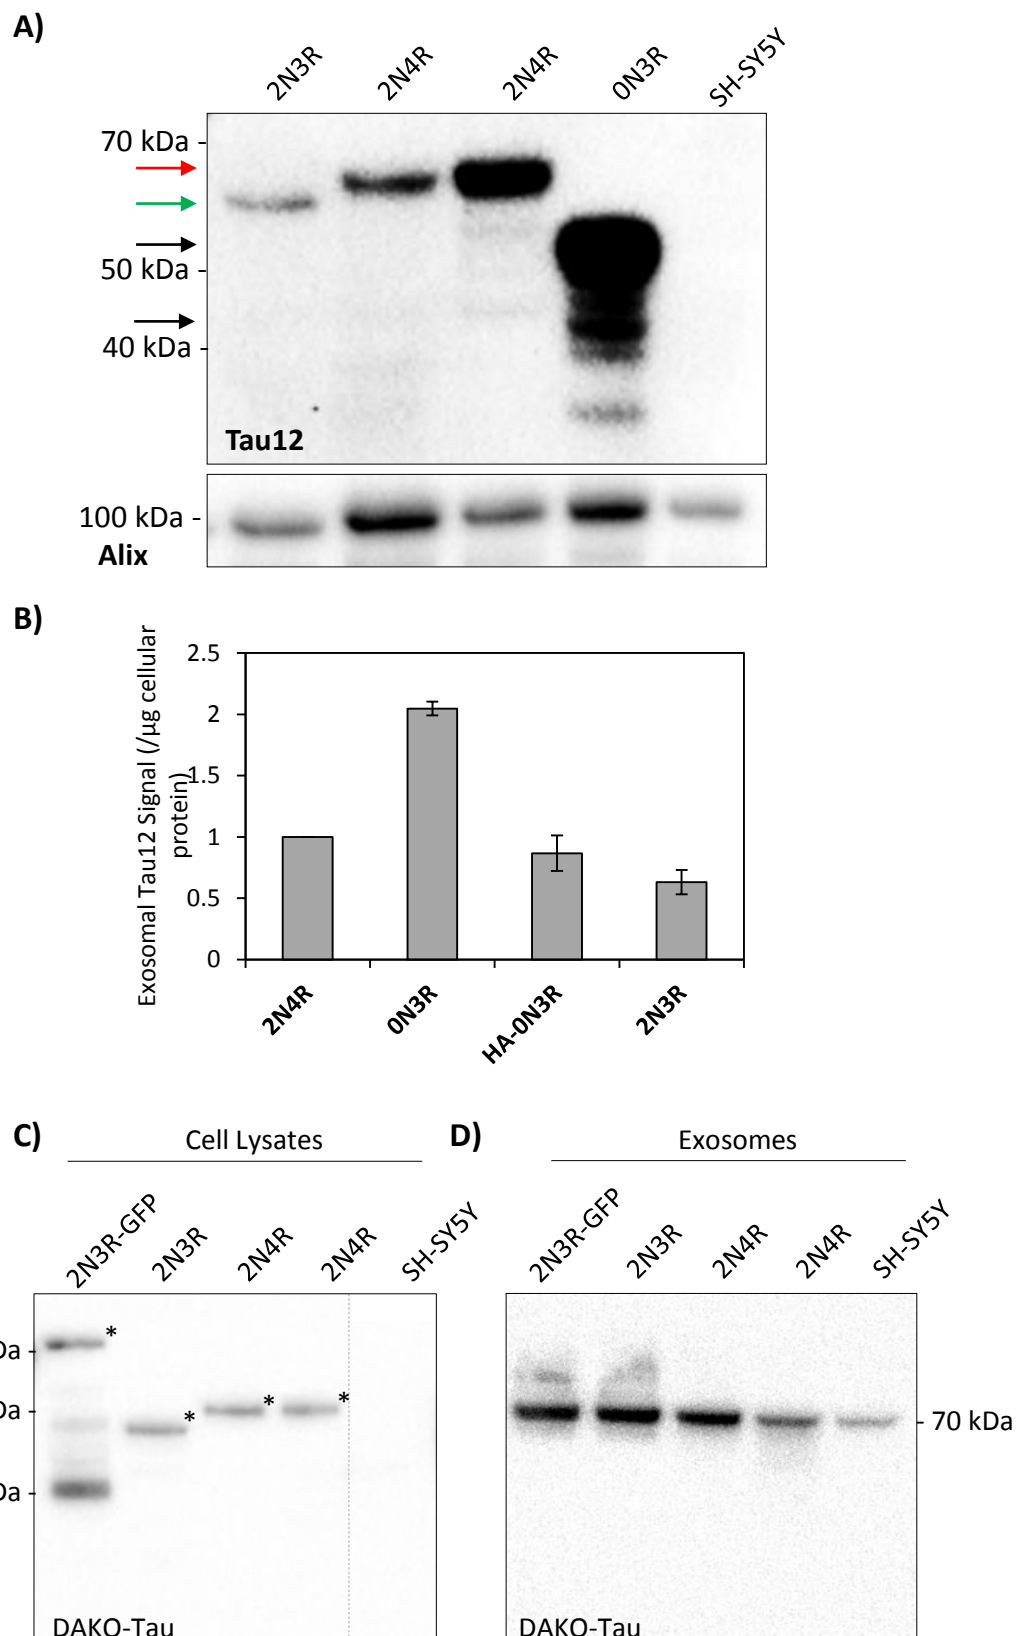 A)
2N3R 2N4R 2N4R 0N3R SH-SY5Y
70 kDa -
50 kDa -
40 kDa -
Tau12
100 kDa -
Alix
B)
Exosomal Tau12 Signal (/µg cellular
protein)
2.5
2
1.5
1
0.5
0
2N4R 0N3R HA-0N3R 2N3R
C) Cell Lysates
2N3R-GFP 2N3R 2N4R 2N4R SH-SY5Y
*
Da -
* * *
Da -
Da -
DAKO-Tau
D) Exosomes
2N3R-GFP 2N3R 2N4R 2N4R SH-SY5Y
- 70 kDa
DAKO-Tau